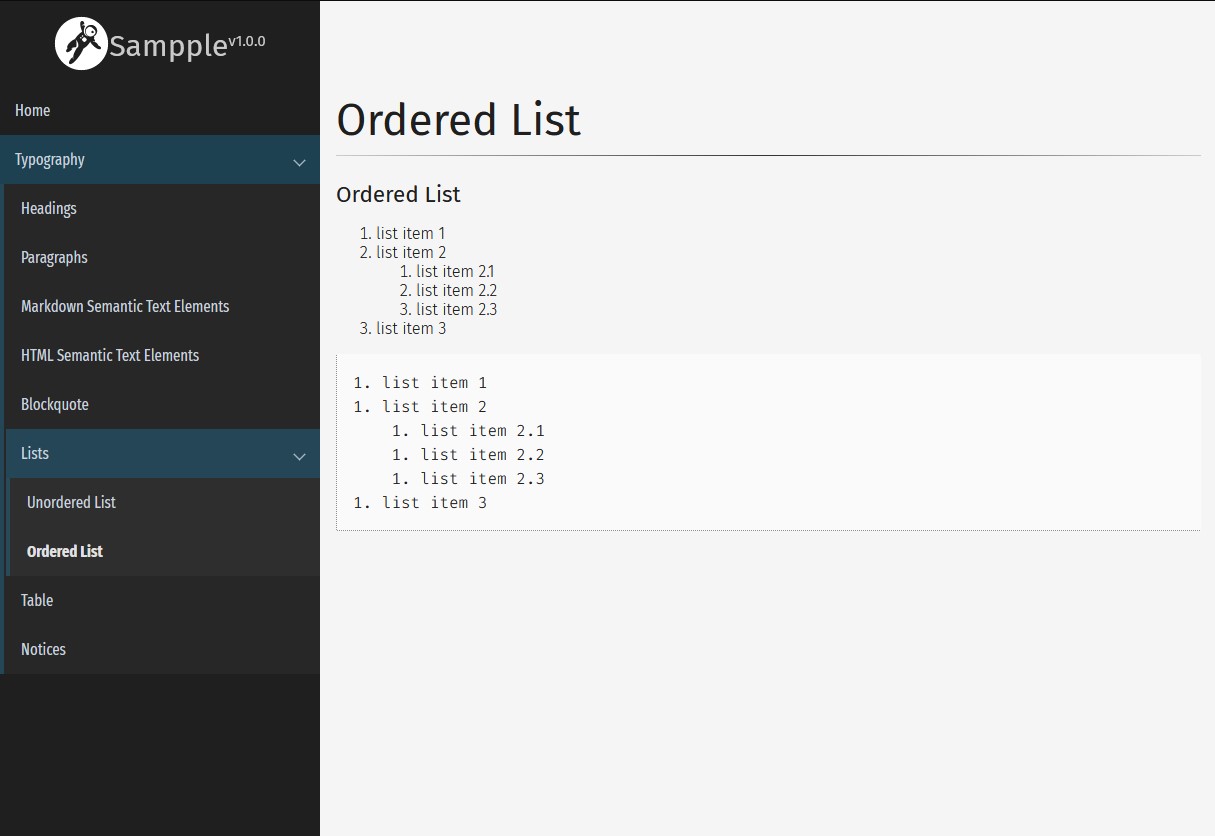 Sampplev1.0.0
Home
Typography
Headings
Paragraphs
Markdown Semantic Text Elements
HTML Semantic Text Elements
Blockquote
Lists
Unordered List
Ordered List
Table
Notices
Ordered List
Ordered List
1. list item 1
2. list item 2
1. list item 2.1
2. list item 2.2
3. list item 2.3
3. list item 3
1. list item 1
1. list item 2
1. list item 2.1
1. list item 2.2
1. list item 2.3
1. list item 3